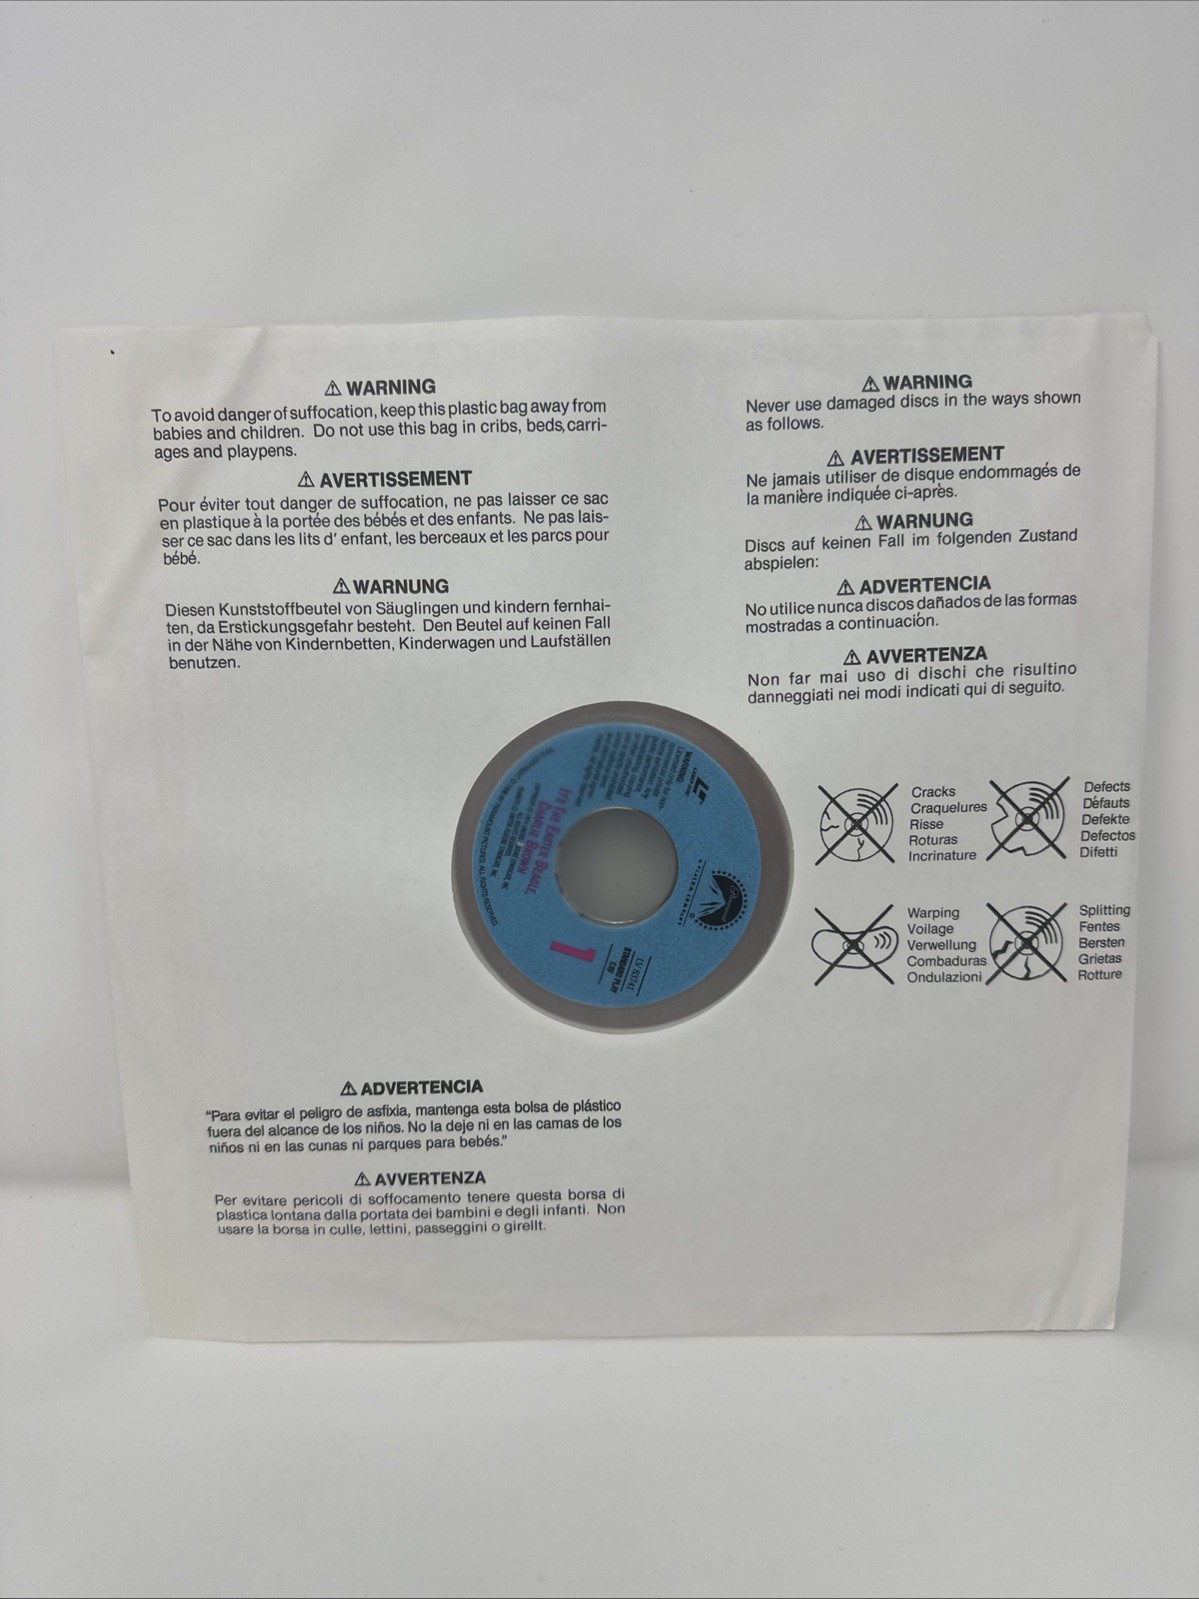 ⚠ WARNING
To avoid danger of suffocation, keep this plastic bag away from
babies and children. Do not use this bag in cribs, beds, carri-
ages and playpens.
⚠ AVERTISSEMENT
Pour éviter tout danger de suffocation, ne pas laisser ce sac
en plastique à la portée des bébés et des enfants. Ne pas lais-
ser ce sac dans les lits d' enfant, les berceaux et les parcs pour
bébé.
⚠ WARNUNG
Diesen Kunststoffbeutel von Säuglingen und kindern fernhai-
ten, da Erstickungsgefahr besteht. Den Beutel auf keinen Fall
in der Nähe von Kindernbetten, Kinderwagen und Laufställen
benutzen.
⚠ WARNING
Never use damaged discs in the ways shown
as follows.
⚠ AVERTISSEMENT
Ne jamais utiliser de disque endommagés de
la manière indiquée ci-après.
⚠ WARNUNG
Discs auf keinen Fall im folgenden Zustand
abspielen:
⚠ ADVERTENCIA
No utilice nunca discos dañados de las formas
mostradas a continuación.
⚠ AVVERTENZA
Non far mai uso di dischi che risultino
danneggiati nei modi indicati qui di seguito.
Cracks
Craquelures
Risse
Roturas
Incrinature
Defects
Défauts
Defekte
Defectos
Difetti
Warping
Voilage
Verwellung
Combaduras
Ondulazioni
Splitting
Fentes
Bersten
Grietas
Rotture
Paramount
A VIACOM COMPANY
LASER DISC
WARNING:
IT'S THE EASTER BEAGLE,
CHARLIE BROWN
1
LV 83741
STANDARD PLAY
CAV
⚠ ADVERTENCIA
"Para evitar el peligro de asfixia, mantenga esta bolsa de plástico
fuera del alcance de los niños. No la deje ni en las camas de los
niños ni en las cunas ni parques para bebés."
⚠ AVVERTENZA
Per evitare pericoli di soffocamento tenere questa borsa di
plastica lontana dalla portata dei bambini e degli infanti. Non
usare la borsa in culle, lettini, passeggini o girellt.